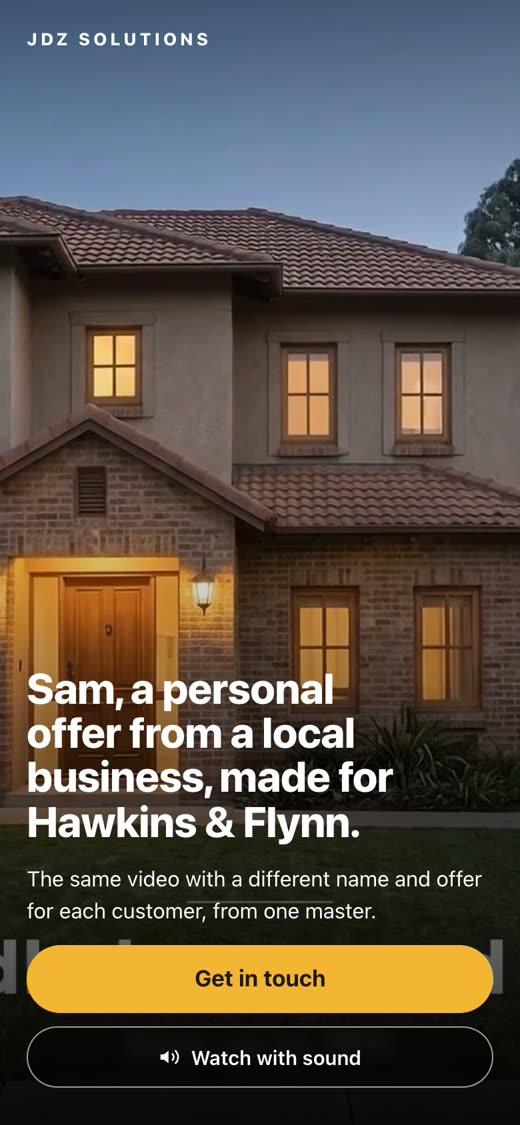 JDZ SOLUTIONS
Sam, a personal
offer from a local
business, made for
Hawkins & Flynn.
The same video with a different name and offer
for each customer, from one master.
Get in touch
Watch with sound